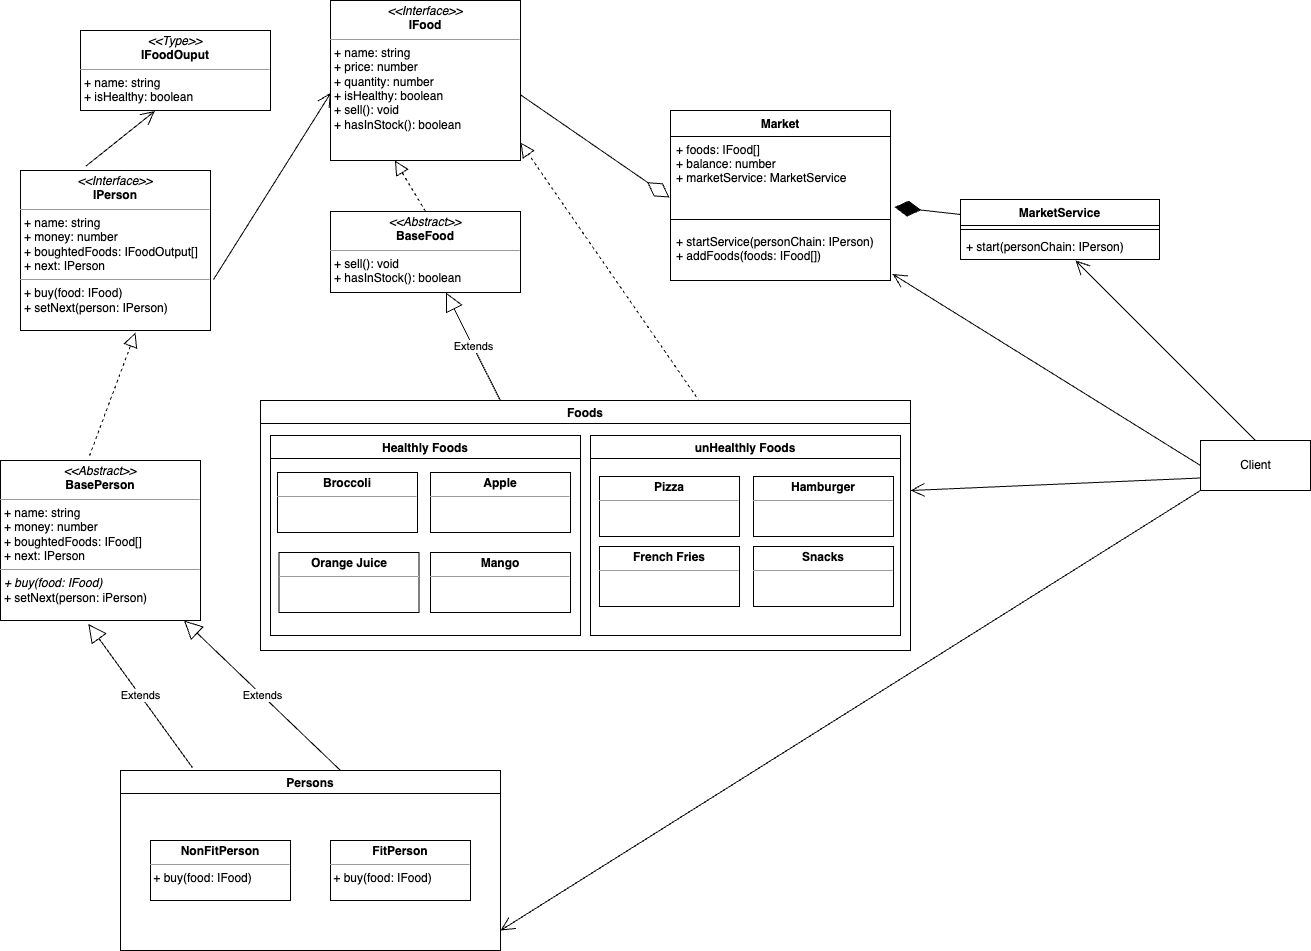 <<Type>>
IFoodOuput
+ name: string
+ isHealthy: boolean
<<Interface>>
IFood
+ name: string
+ price: number
+ quantity: number
+ isHealthy: boolean
+ sell(): void
+ hasInStock(): boolean
Market
+ foods: IFood[]
+ balance: number
+ marketService: MarketService
+ startService(personChain: IPerson)
+ addFoods(foods: IFood[])
MarketService
+ start(personChain: IPerson)
<<Interface>>
IPerson
+ name: string
+ money: number
+ boughtedFoods: IFoodOutput[]
+ next: IPerson
+ buy(food: IFood)
+ setNext(person: IPerson)
<<Abstract>>
BaseFood
+ sell(): void
+ hasInStock(): boolean
Extends
Foods
Healthly Foods
Broccoli
Apple
Orange Juice
Mango
unHealthly Foods
Pizza
Hamburger
French Fries
Snacks
Client
<<Abstract>>
BasePerson
+ name: string
+ money: number
+ boughtedFoods: IFood[]
+ next: IPerson
+ buy(food: IFood)
+ setNext(person: iPerson)
Extends
Extends
Persons
NonFitPerson
+ buy(food: IFood)
FitPerson
+ buy(food: IFood)